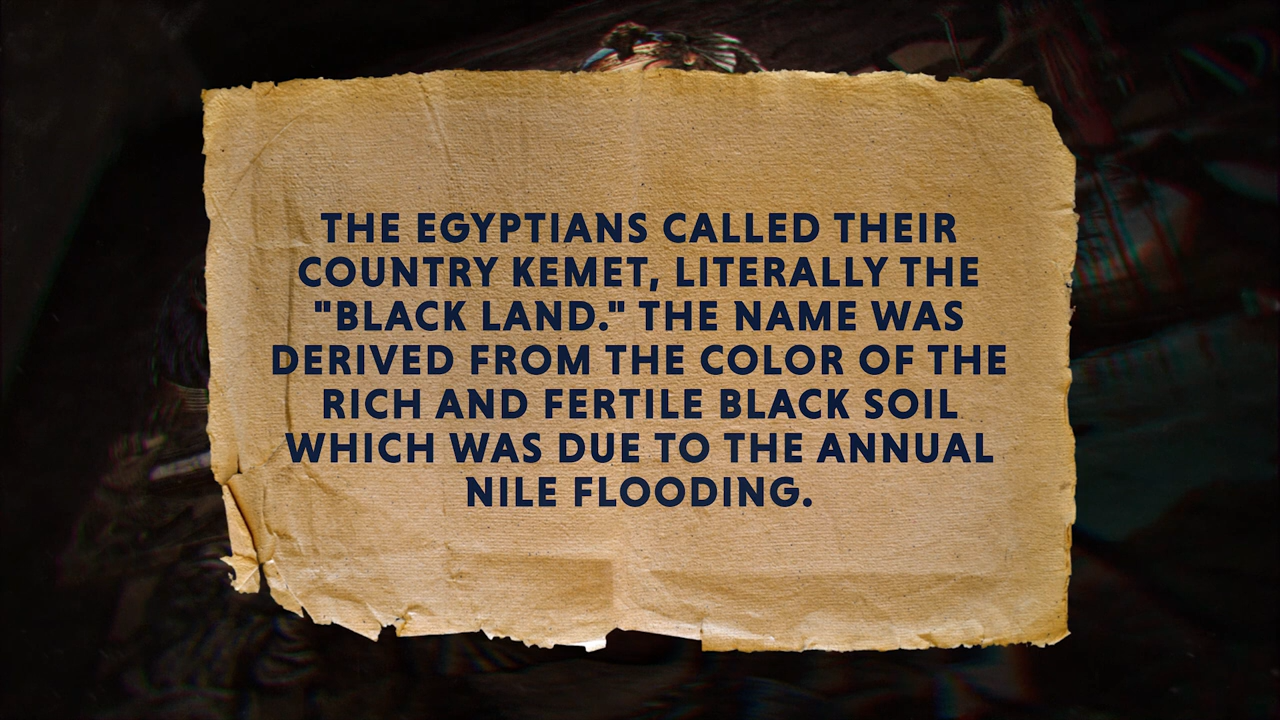 THE EGYPTIANS CALLED THEIR
COUNTRY KEMET, LITERALLY THE
"BLACK LAND." THE NAME WAS
DERIVED FROM THE COLOR OF THE
RICH AND FERTILE BLACK SOIL
WHICH WAS DUE TO THE ANNUAL
NILE FLOODING.